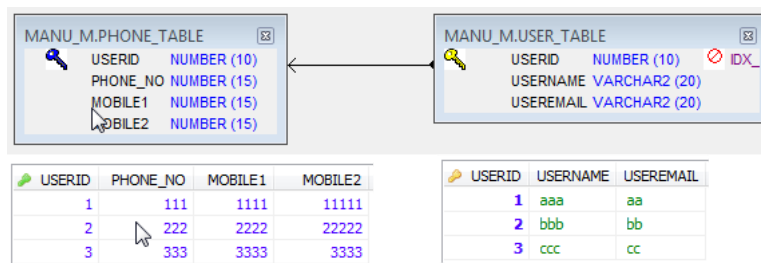 MANU_M.PHONE_TABLE
USERID NUMBER (10)
PHONE_NO NUMBER (15)
MOBILE1 NUMBER (15)
MOBILE2 NUMBER (15)
MANU_M.USER_TABLE
USERID NUMBER (10) IDX_
USERNAME VARCHAR2 (20)
USEREMAIL VARCHAR2 (20)
USERID PHONE_NO MOBILE1 MOBILE2
1 111 1111 11111
2 222 2222 22222
3 333 3333 3333
USERID USERNAME USEREMAIL
1 aaa aa
2 bbb bb
3 ccc cc